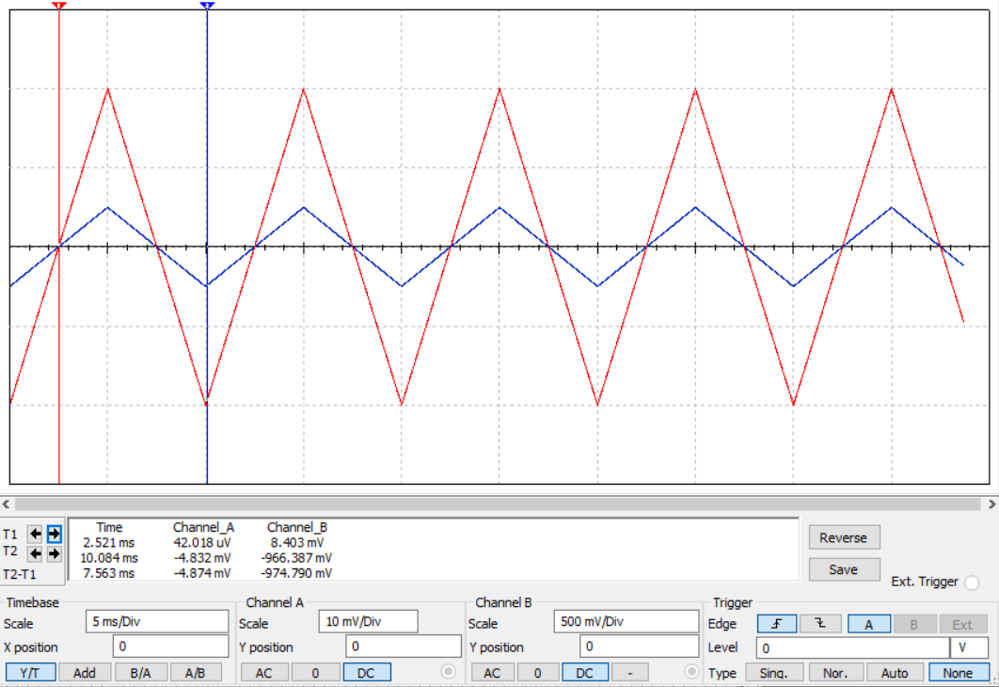 1 2
T1 Time Channel_A Channel_B
2.521 ms 42.018 uV 8.403 mV
T2 10.084 ms -4.832 mV -966.387 mV
T2-T1 7.563 ms -4.874 mV -974.790 mV
Reverse
Save
Ext. Trigger
Timebase Channel A Channel B Trigger
Scale 5 ms/Div Scale 10 mV/Div Scale 500 mV/Div Edge A B Ext
X position 0 Y position 0 Y position 0 Level 0 V
Y/T Add B/A A/B AC 0 DC AC 0 DC - Type Sing. Nor. Auto None